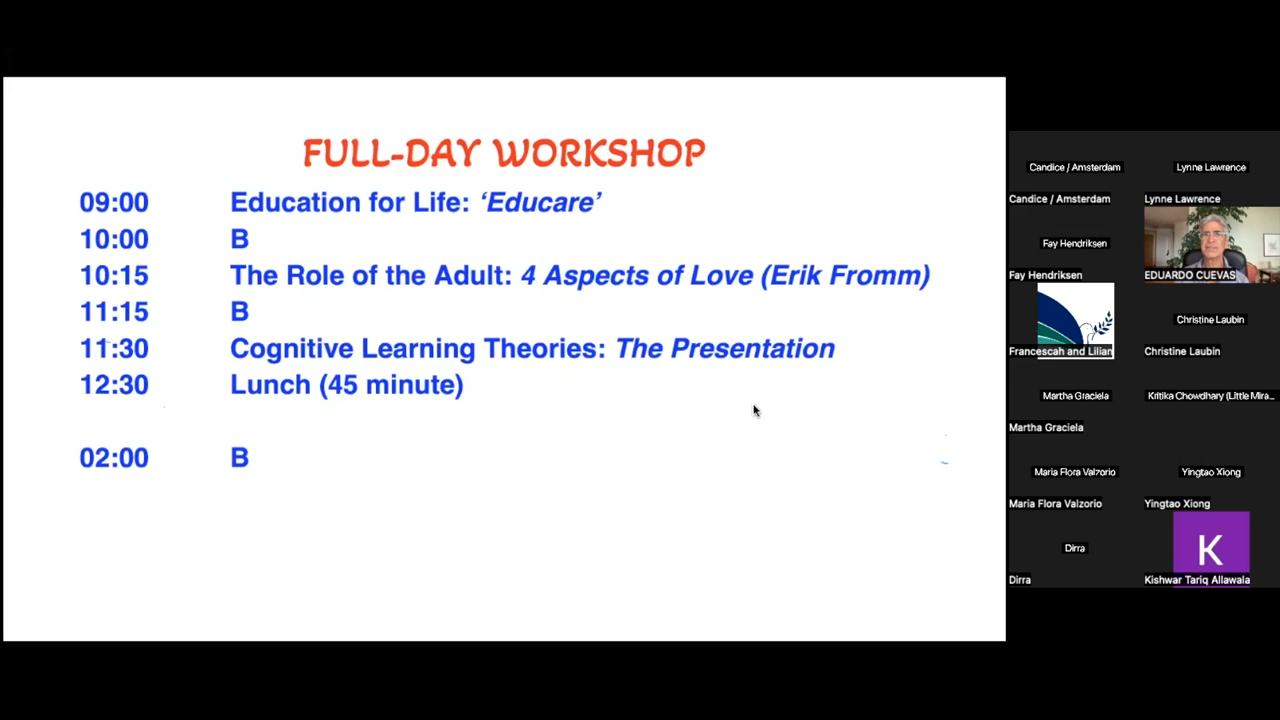 FULL-DAY WORKSHOP
09:00 Education for Life: ‘Educare’
10:00 B
10:15 The Role of the Adult: 4 Aspects of Love (Erik Fromm)
11:15 B
11:30 Cognitive Learning Theories: The Presentation
12:30 Lunch (45 minute)
02:00 B
Candice / Amsterdam
Candice / Amsterdam
Lynne Lawrence
Lynne Lawrence
Fay Hendriksen
Fay Hendriksen
EDUARDO CUEVAS
Francescah and Lilian
Christine Laubin
Christine Laubin
Martha Graciela
Martha Graciela
Kritika Chowdhary (Little Mira...
Maria Flora Valzorio
Maria Flora Valzorio
Yingtao Xiong
Yingtao Xiong
Dirra
Dirra
K
Kishwar Tariq Allawala